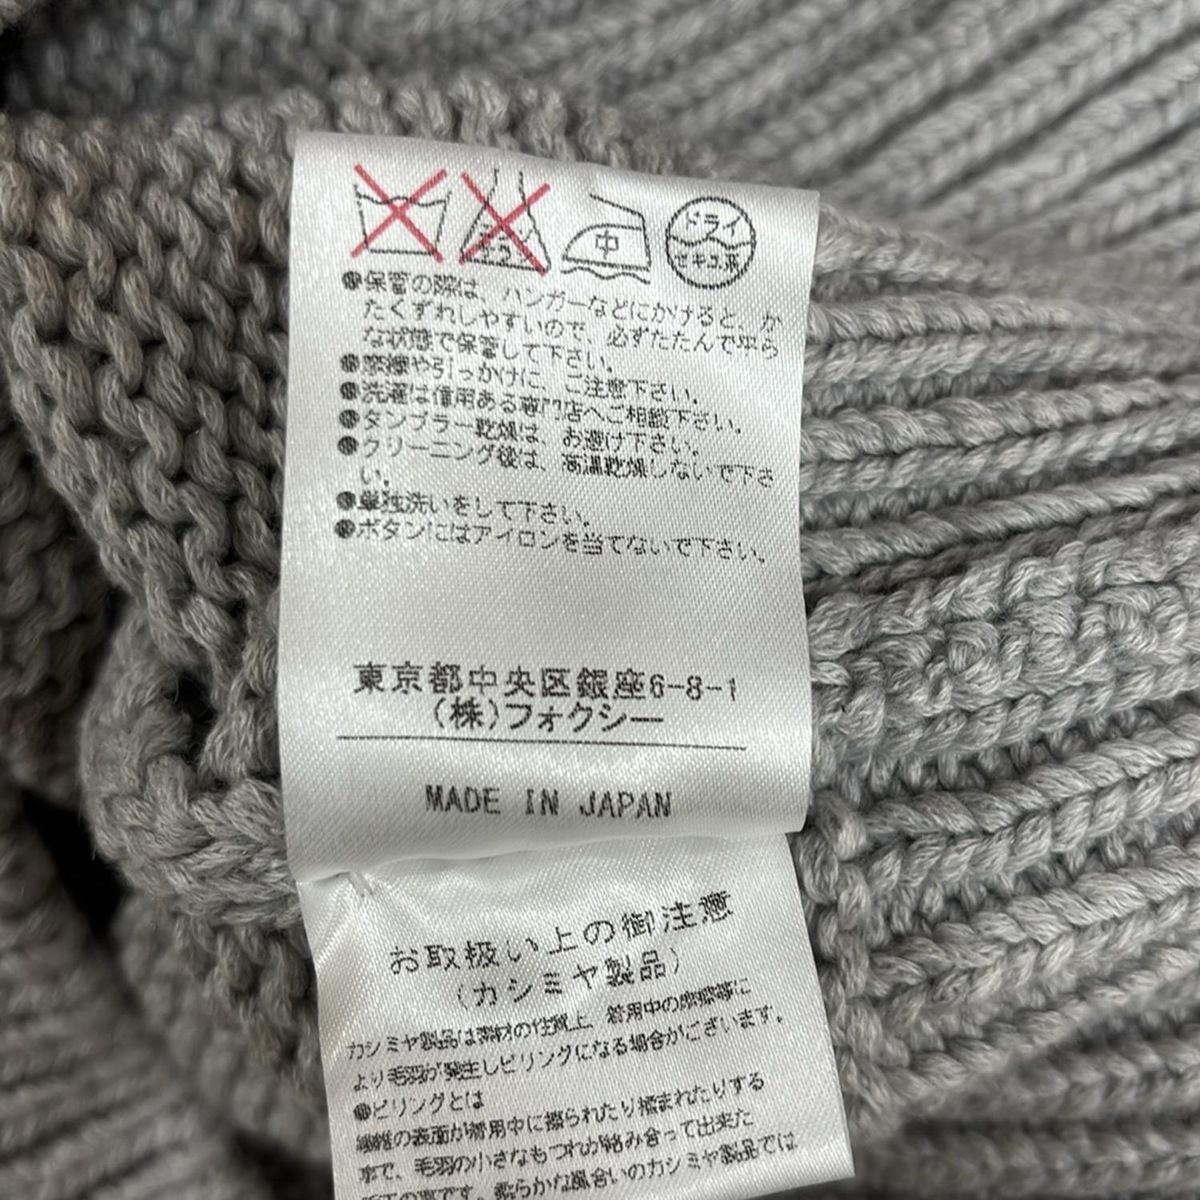 エンソ
サラシ
中
ドライ
セキユ系
●保管の際は、ハンガーなどにかけると、か
たくずれしやすいので、必ずたたんで平ら
な状態で保管して下さい。
●摩擦や引っかけに、ご注意下さい。
●洗濯は信用ある専門店へご相談下さい。
●タンブラー乾燥は、お避け下さい。
●クリーニング後は、高温乾燥しないで下さ
い。
●単独洗いをして下さい。
●ボタンにはアイロンを当てないで下さい。
東京都中央区銀座6-8-1
(株)フォクシー
MADE IN JAPAN
お取扱い上の御注意
(カシミヤ製品)
カシミヤ製品は素材の性質上、着用中の摩擦等に
より毛羽が発生しピリングになる場合がございます。
●ピリングとは
繊維の表面が着用中に擦られたり揉まれたりする
事で、毛羽の小さなもつれが絡み合って出来た
毛玉の事です。柔らかな風合いのカシミヤ製品では